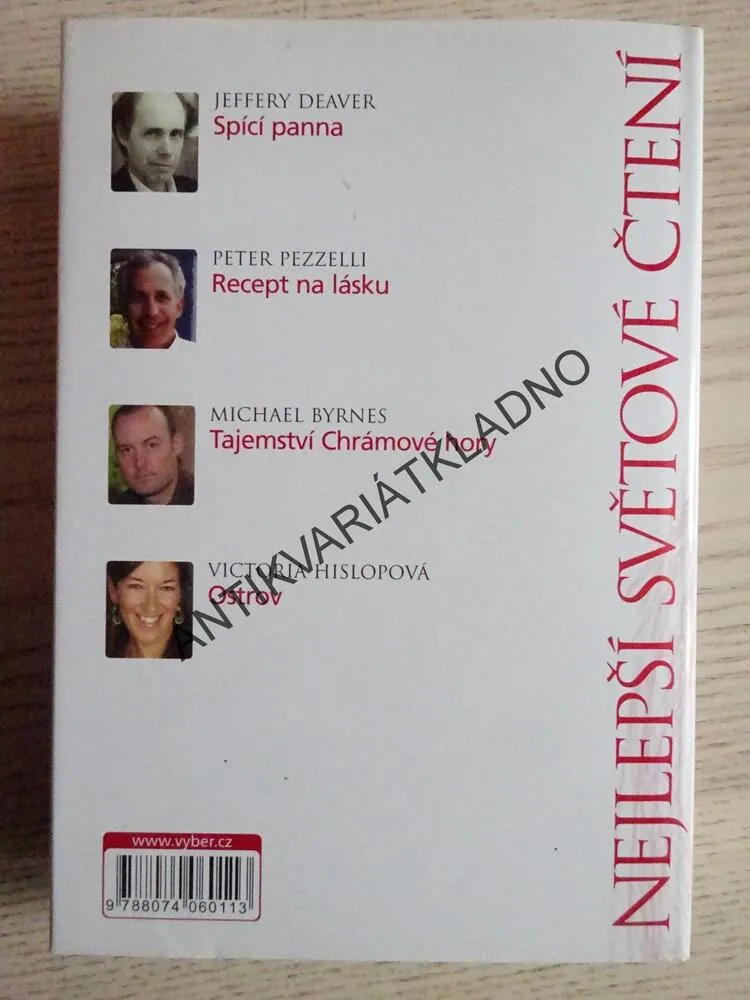 JEFFERY DEAVER
Spící panna
PETER PEZZELLI
Recept na lásku
MICHAEL BYRNES
Tajemství Chrámové hory
VICTORIA HISLOPOVÁ
Ostrov
NEJLEPŠÍ SVĚTOVÉ ČTENÍ
ANTIKVARIÁTKLADNO
www.vyber.cz
9 788074 060113